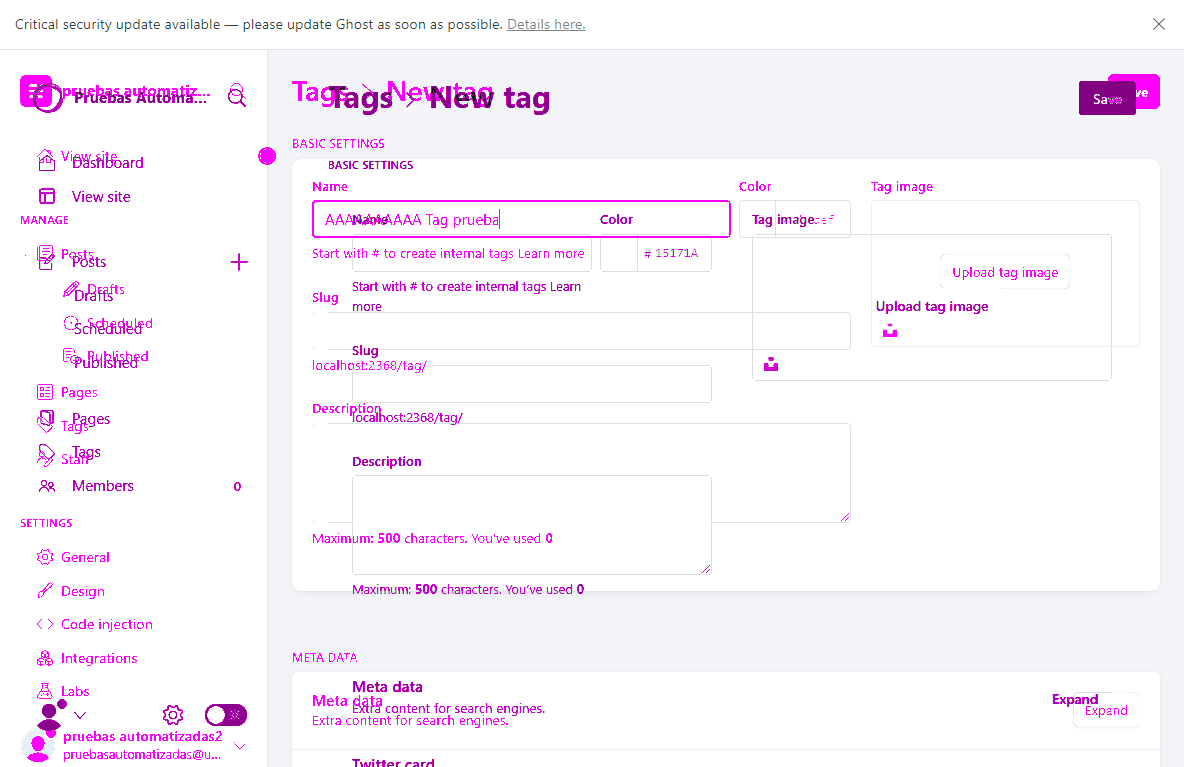 Critical security update available — please update Ghost as soon as possible. Details here.
pruebas automatiz...
Pruebas Automa...
Tags > New tag
Tags > New tag
Save
BASIC SETTINGS
BASIC SETTINGS
View site
Dashboard
View site
MANAGE
Posts
Posts
Drafts
Drafts
Scheduled
Scheduled
Published
Published
Pages
Tags
Pages
Tags
Staff
Members 0
SETTINGS
General
Design
Code injection
Integrations
Labs
pruebas automatizadas2
pruebasautomatizadas@u...
Name
Color
Tag image
AAAAAAAAAA Tag prueba
Name
Color
Tag image
# 15171A
Start with # to create internal tags Learn more
Start with # to create internal tags Learn
more
Upload tag image
Upload tag image
Slug
Slug
localhost:2368/tag/
localhost:2368/tag/
Description
Description
Maximum: 500 characters. You've used 0
Maximum: 500 characters. You've used 0
META DATA
Meta data
Extra content for search engines.
Meta data
Extra content for search engines.
Expand
Expand
Twitter card